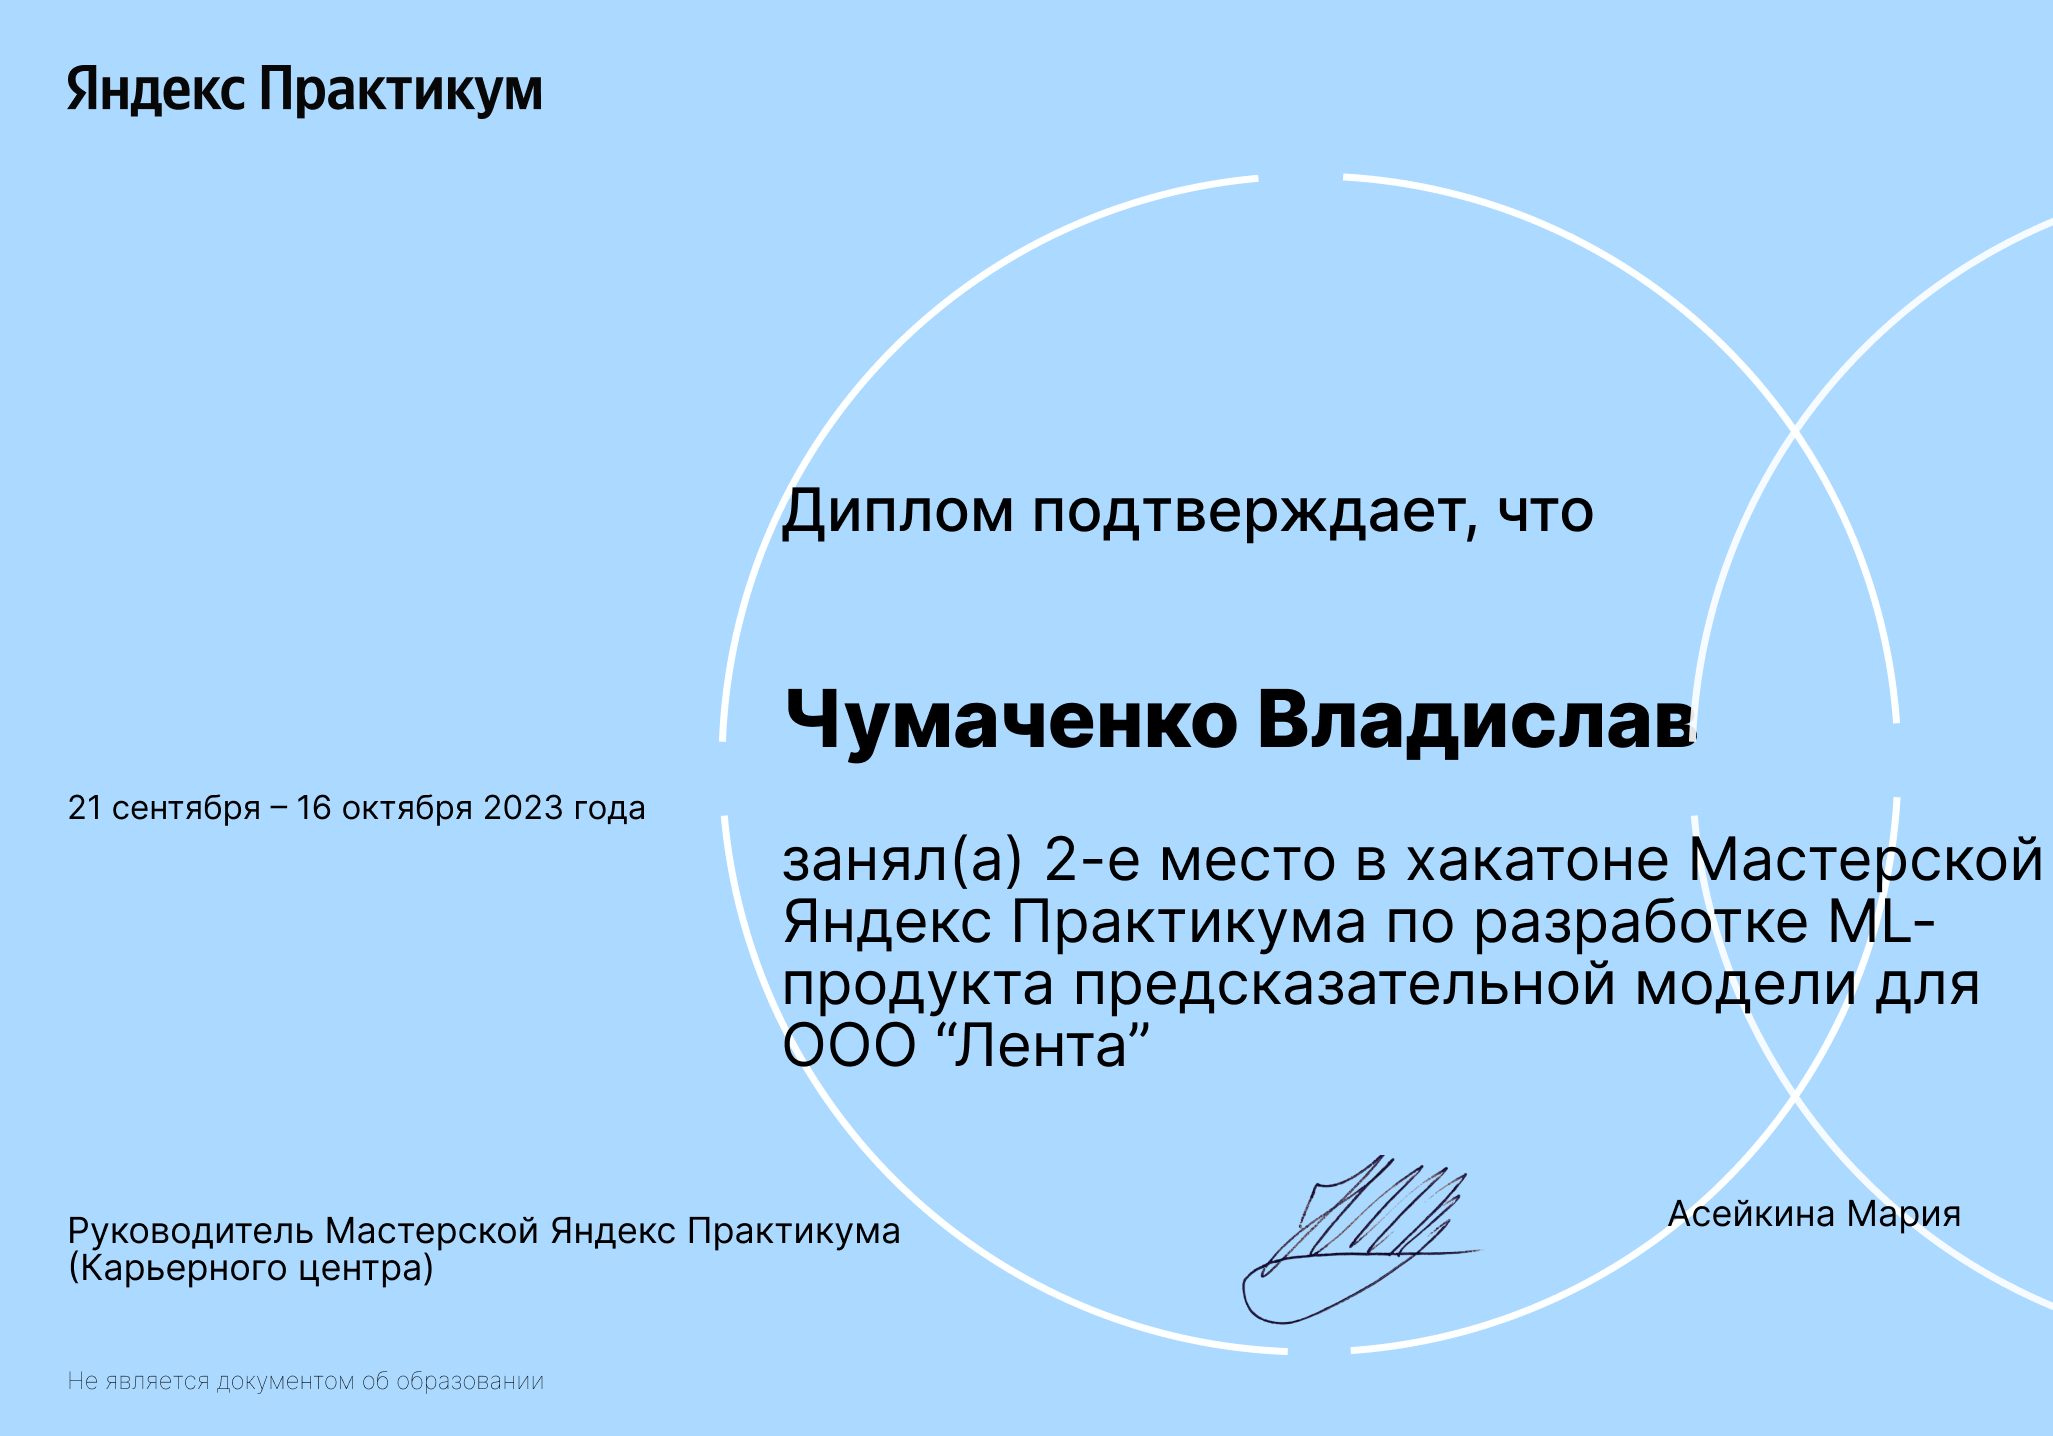 Яндекс Практикум
Диплом подтверждает, что
Чумаченко Владислав
21 сентября – 16 октября 2023 года
занял(а) 2-е место в хакатоне Мастерской
Яндекс Практикума по разработке ML-
продукта предсказательной модели для
ООО “Лента”
Руководитель Мастерской Яндекс Практикума
(Карьерного центра)
Асейкина Мария
Не является документом об образовании